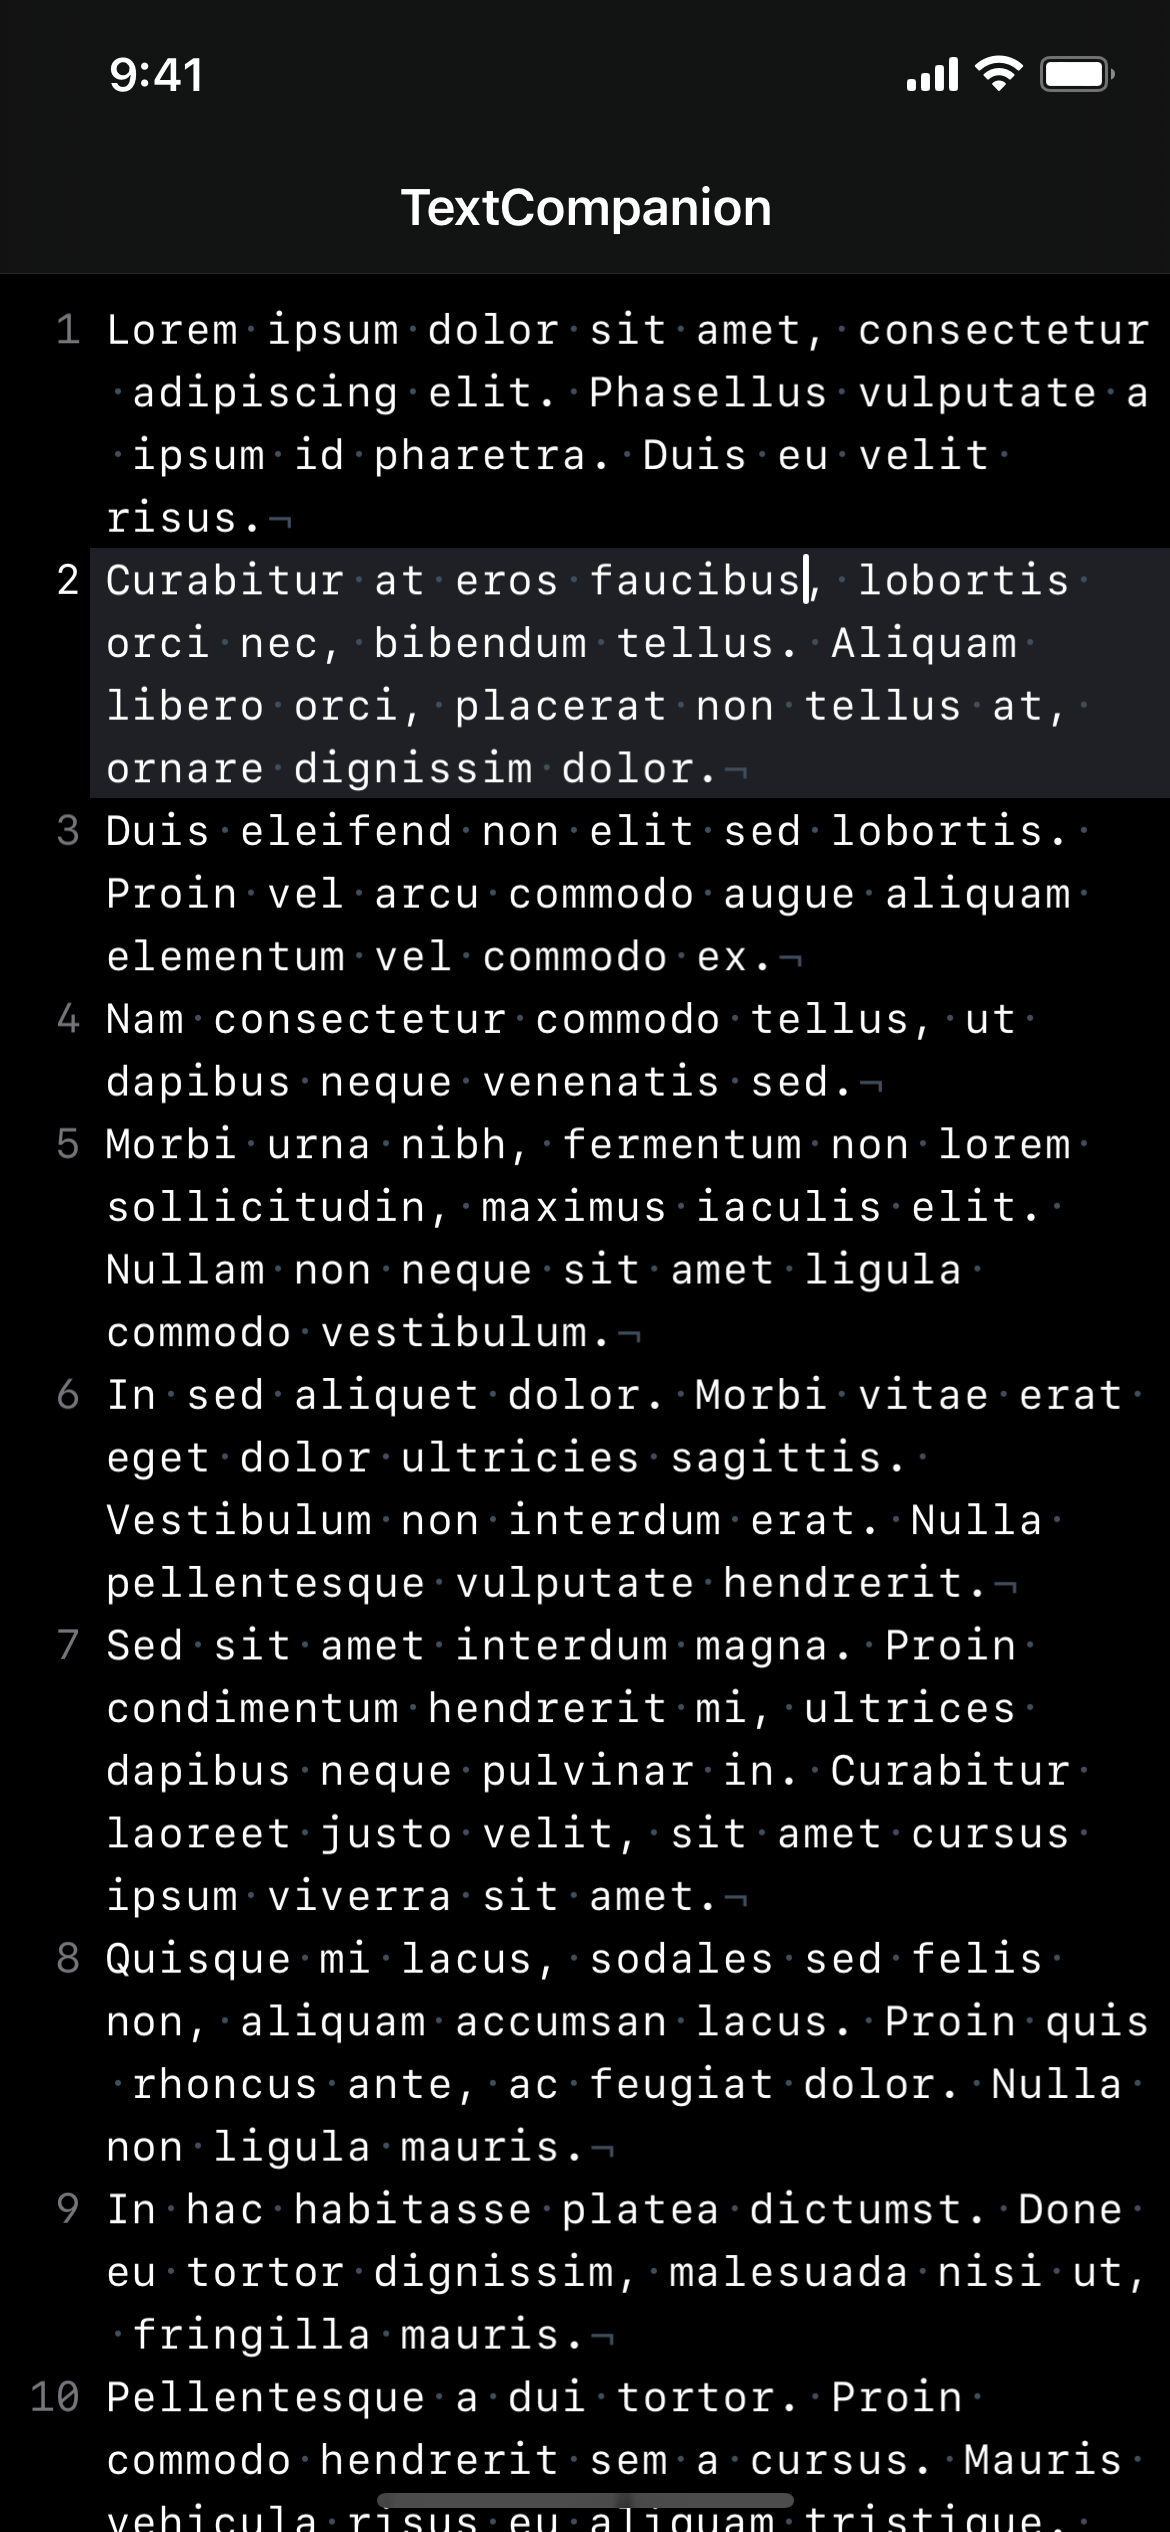 9:41
TextCompanion
1 Lorem·ipsum·dolor·sit·amet,·consectetur
·adipiscing·elit.·Phasellus·vulputate·a
·ipsum·id·pharetra.·Duis·eu·velit·
risus.¬
2 Curabitur·at·eros·faucibus,·lobortis·
orci·nec,·bibendum·tellus.·Aliquam·
libero·orci,·placerat·non·tellus·at,·
ornare·dignissim·dolor.¬
3 Duis·eleifend·non·elit·sed·lobortis.·
Proin·vel·arcu·commodo·augue·aliquam·
elementum·vel·commodo·ex.¬
4 Nam·consectetur·commodo·tellus,·ut·
dapibus·neque·venenatis·sed.¬
5 Morbi·urna·nibh,·fermentum·non·lorem·
sollicitudin,·maximus·iaculis·elit.·
Nullam·non·neque·sit·amet·ligula·
commodo·vestibulum.¬
6 In·sed·aliquet·dolor.·Morbi·vitae·erat·
eget·dolor·ultricies·sagittis.·
Vestibulum·non·interdum·erat.·Nulla·
pellentesque·vulputate·hendrerit.¬
7 Sed·sit·amet·interdum·magna.·Proin·
condimentum·hendrerit·mi,·ultrices·
dapibus·neque·pulvinar·in.·Curabitur·
laoreet·justo·velit,·sit·amet·cursus·
ipsum·viverra·sit·amet.¬
8 Quisque·mi·lacus,·sodales·sed·felis·
non,·aliquam·accumsan·lacus.·Proin·quis
·rhoncus·ante,·ac·feugiat·dolor.·Nulla·
non·ligula·mauris.¬
9 In·hac·habitasse·platea·dictumst.·Done·
eu·tortor·dignissim,·malesuada·nisi·ut,
·fringilla·mauris.¬
10 Pellentesque·a·dui·tortor.·Proin·
commodo·hendrerit·sem·a·cursus.·Mauris·
vehicula·risus·eu·aliquam·tristique.·